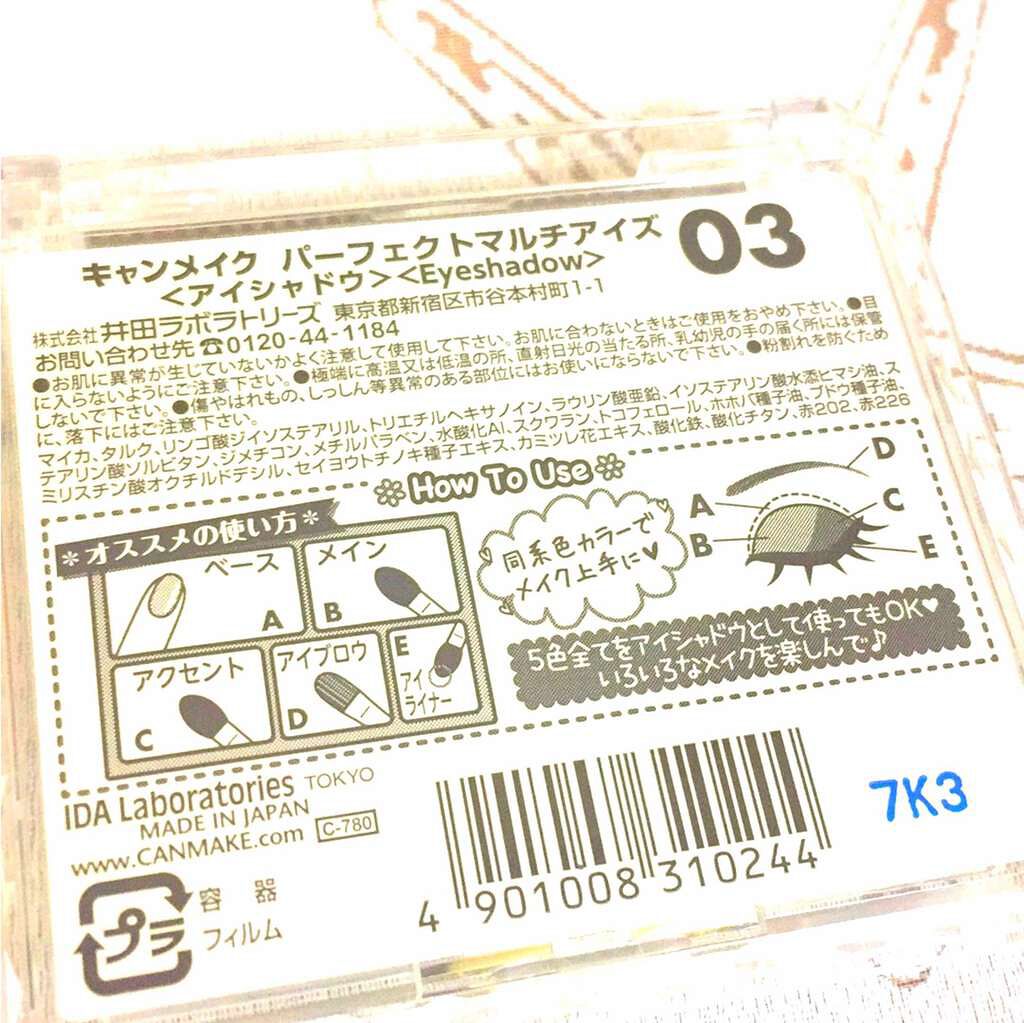 キャンメイク パーフェクトマルチアイズ 03
<アイシャドウ><Eyeshadow>
株式会社 井田ラボラトリーズ 東京都新宿区市谷本村町1-1
お問い合わせ先 ☎0120-44-1184
●お肌に異常が生じていないかよく注意して使用して下さい。お肌に合わないときはご使用をおやめ下さい。●目
に入らないようにご注意下さい。●極端に高温又は低温の所、直射日光の当たる所、乳幼児の手の届く所には保管
しないで下さい。●傷やはれもの、しっしん等異常のある部位にはお使いにならないで下さい。●粉割れを防ぐため
に、落下にはご注意下さい。
マイカ、タルク、リンゴ酸ジイソステアリル、トリエチルヘキサノイン、ラウリン酸亜鉛、イソステアリン酸水添ヒマシ油、ス
テアリン酸ソルビタン、ジメチコン、メチルパラベン、水酸化Al、スクワラン、トコフェロール、ホホバ種子油、ブドウ種子油、
ミリスチン酸オクチルドデシル、セイヨウトチノキ種子エキス、カミツレ花エキス、酸化鉄、酸化チタン、赤202、赤226
How To Use
*オススメの使い方*
ベース
A
メイン
B
アクセント
C
アイブロウ
D
E
アイ
ライナー
同系色カラーで
メイク上手に♥
A
B
D
C
E
5色全てをアイシャドウとして使ってもOK♥
いろいろなメイクを楽しんで♪
IDA Laboratories TOKYO
MADE IN JAPAN
www.CANMAKE.com C-780
プラ
容器
フィルム
4 901008 310244
7K3